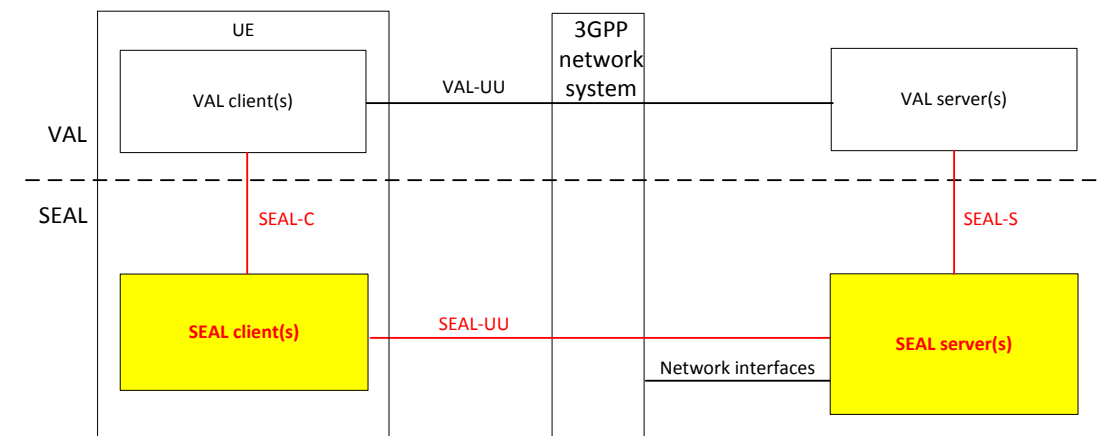 UE
3GPP
network
system
VAL client(s)
VAL-UU
VAL server(s)
VAL
SEAL
SEAL-C
SEAL-S
SEAL client(s)
SEAL-UU
SEAL server(s)
Network interfaces